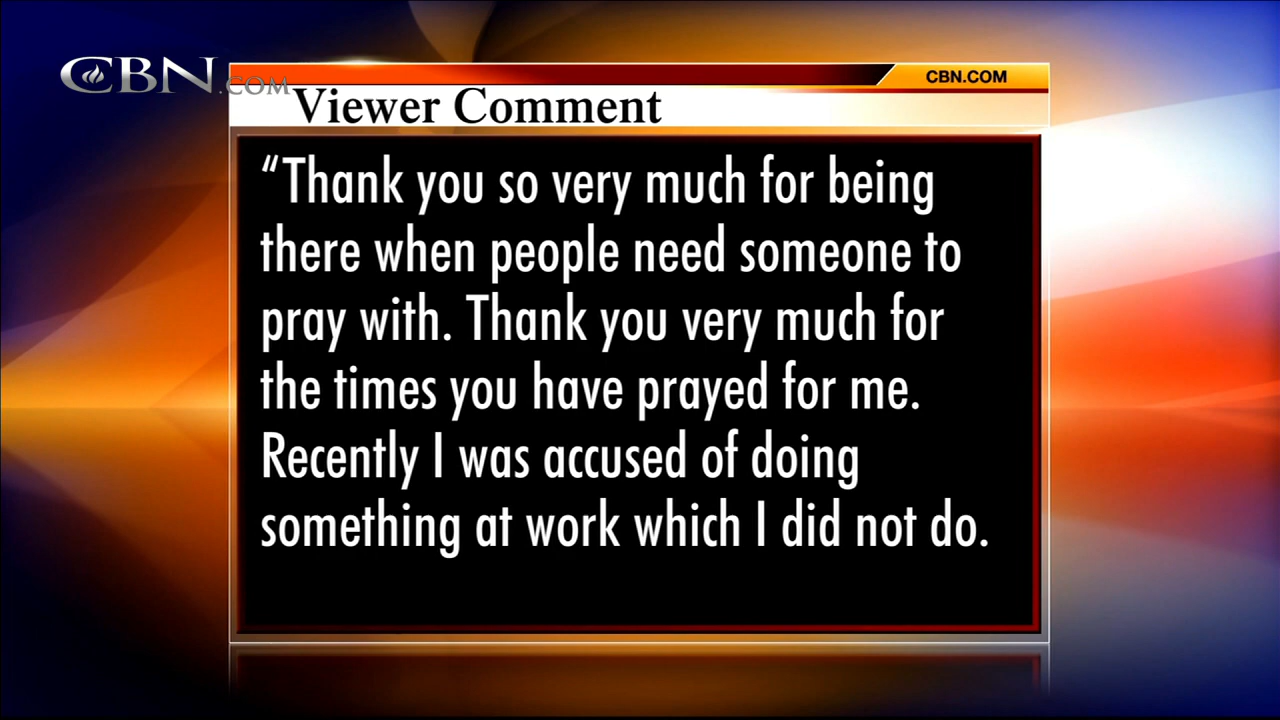 CBN.COM
CBN.COM
Viewer Comment
“Thank you so very much for being
there when people need someone to
pray with. Thank you very much for
the times you have prayed for me.
Recently I was accused of doing
something at work which I did not do.